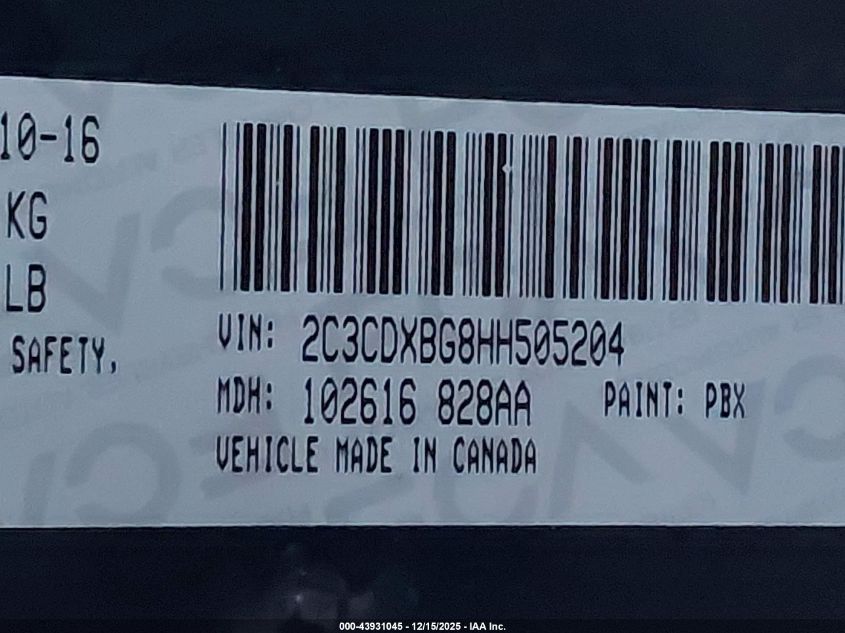 10-16
KG
LB
SAFETY,
VIN: 2C3CDXBG8HH505204
MDH: 102616 828AA PAINT: PBX
VEHICLE MADE IN CANADA
000-43931045 - 12/15/2025 - IAA Inc.